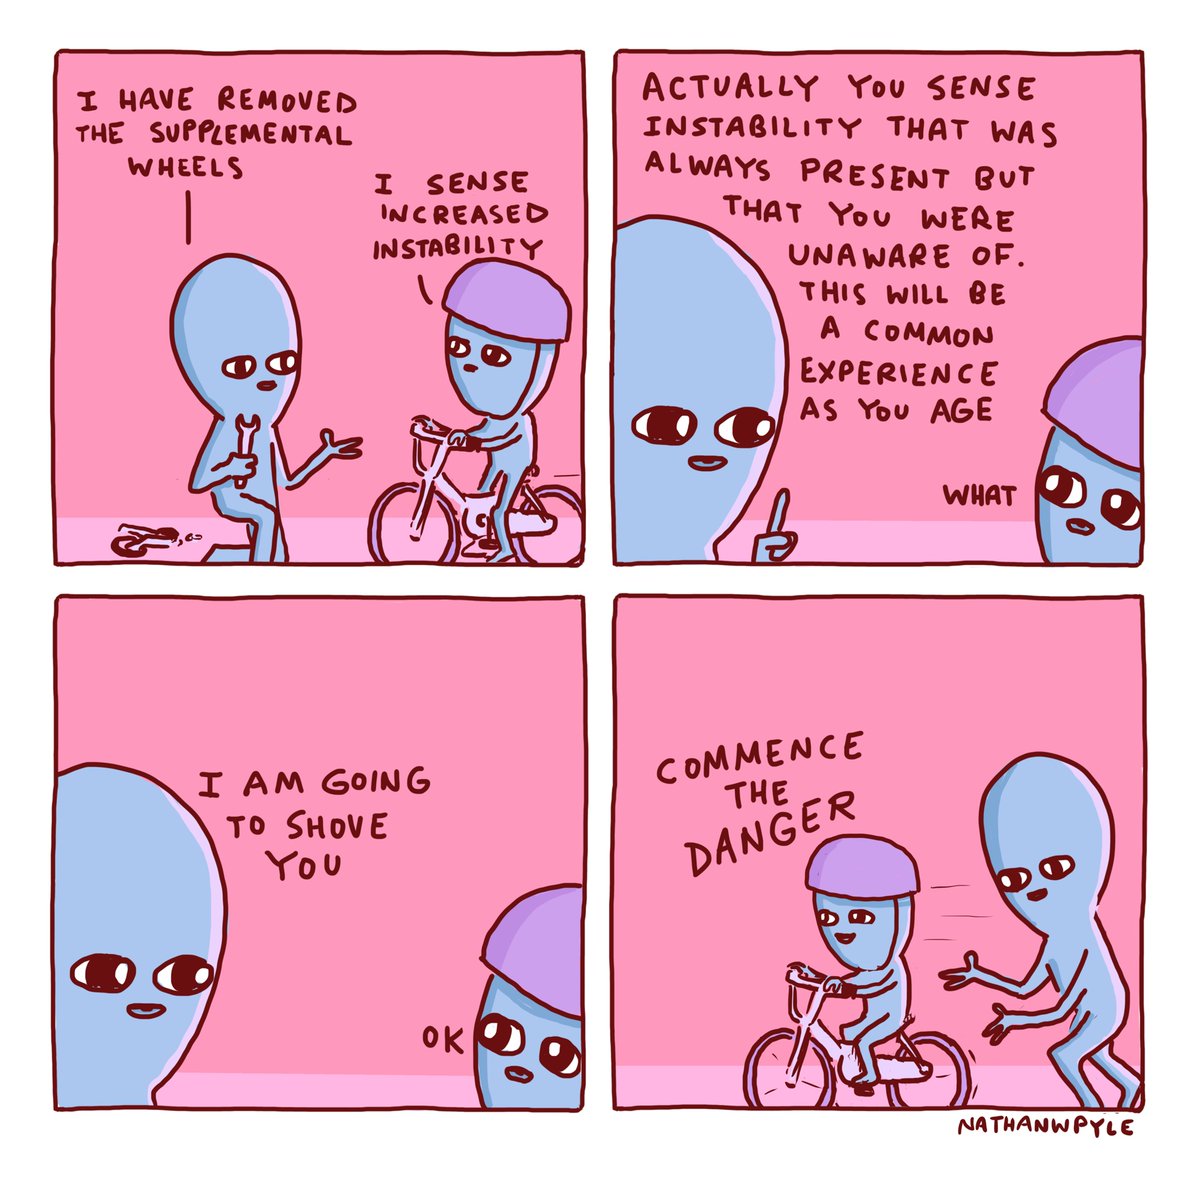 I HAVE REMOVED
THE SUPPLEMENTAL
WHEELS
I SENSE
INCREASED
INSTABILITY
ACTUALLY YOU SENSE
INSTABILITY THAT WAS
ALWAYS PRESENT BUT
THAT YOU WERE
UNAWARE OF.
THIS WILL BE
A COMMON
EXPERIENCE
AS YOU AGE
WHAT
I AM GOING
TO SHOVE
YOU
OK
COMMENCE
THE
DANGER
NATHANWPYLE